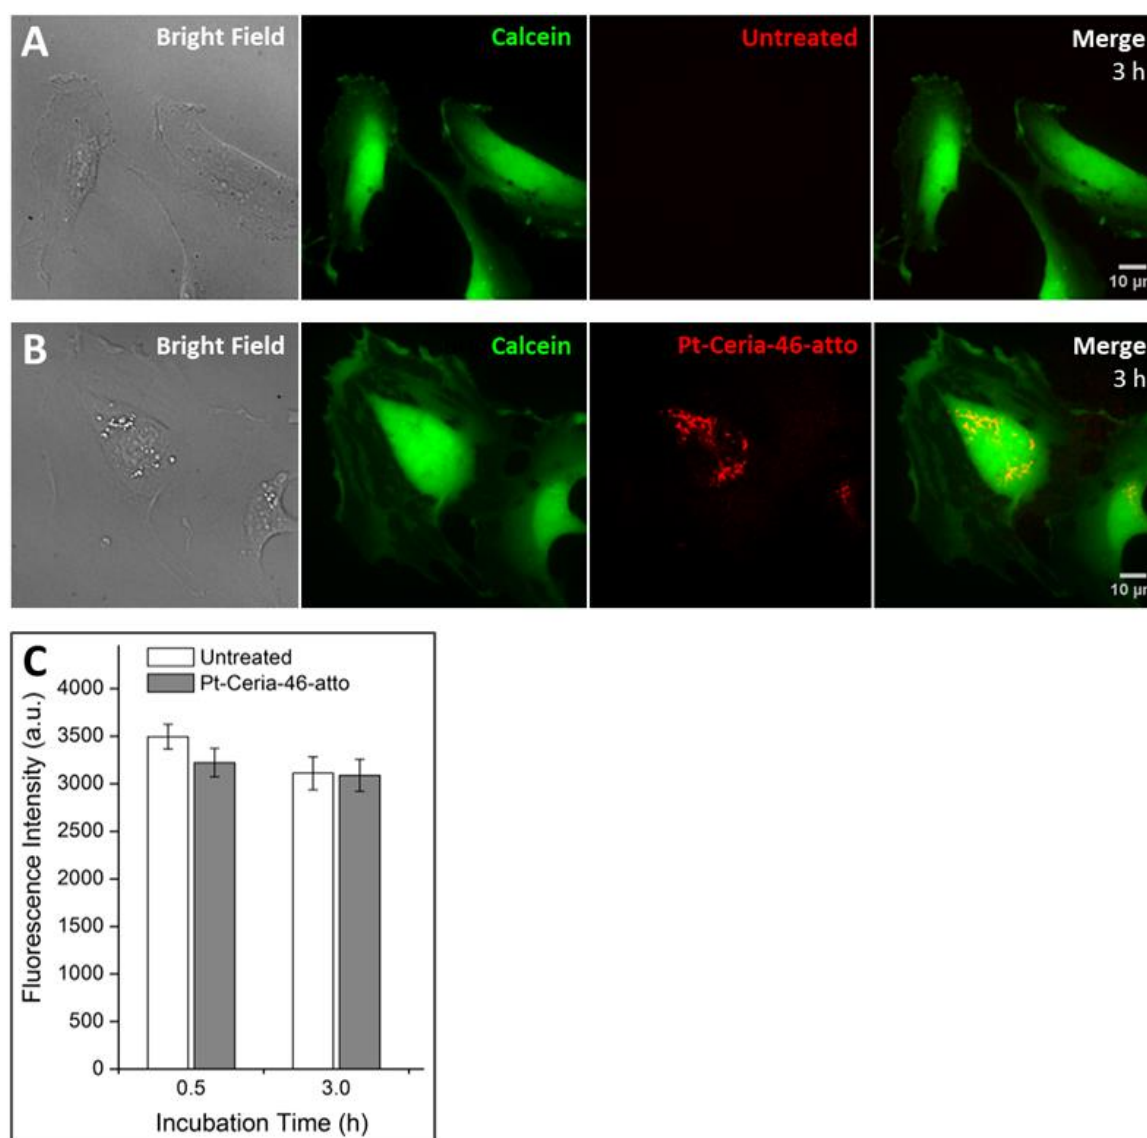 A
Bright Field
Calcein
Untreated
Merge
3 h
10 µm
B
Bright Field
Calcein
Pt-Ceria-46-atto
Merge
3 h
10 µm
C
Untreated
Pt-Ceria-46-atto
Fluorescence Intensity (a.u.)
4000
3500
3000
2500
2000
1500
1000
500
0
0.5
3.0
Incubation Time (h)